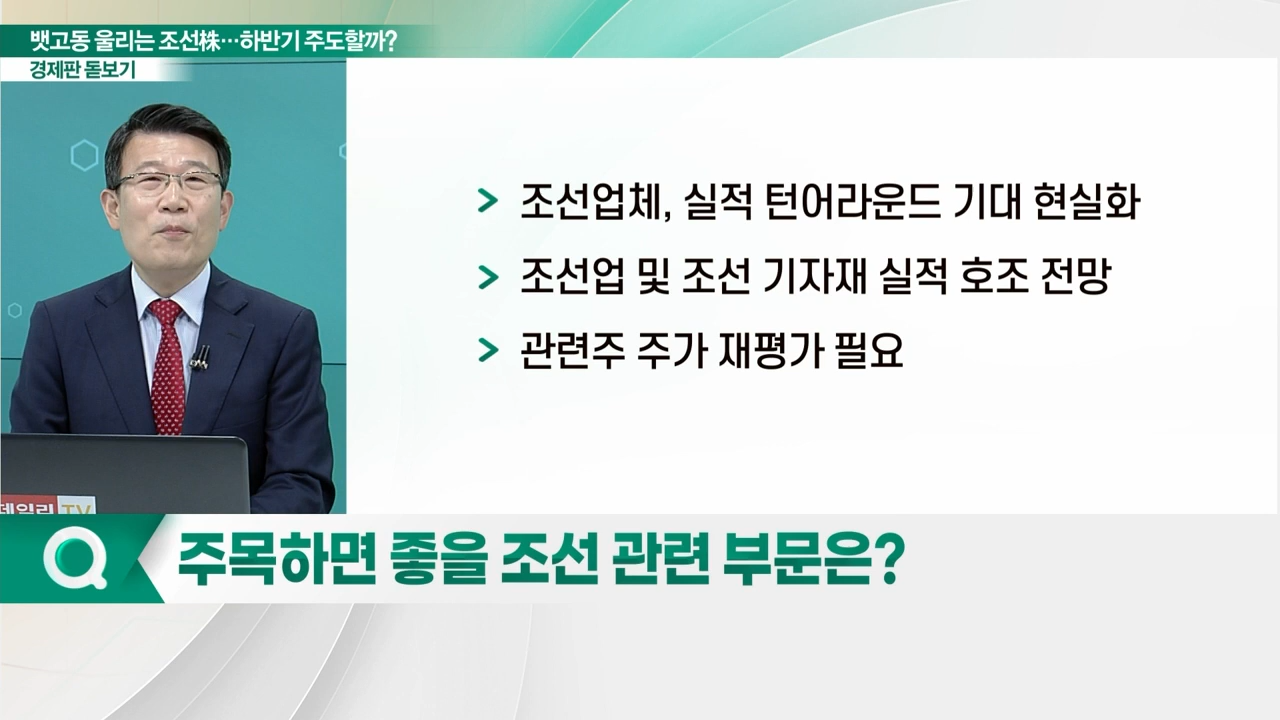 뱃고동 울리는 조선株…하반기 주도할까?
경제판 돋보기
> 조선업체, 실적 턴어라운드 기대 현실화
> 조선업 및 조선 기자재 실적 호조 전망
> 관련주 주가 재평가 필요
데일리 TV
Q 주목하면 좋을 조선 관련 부문은?